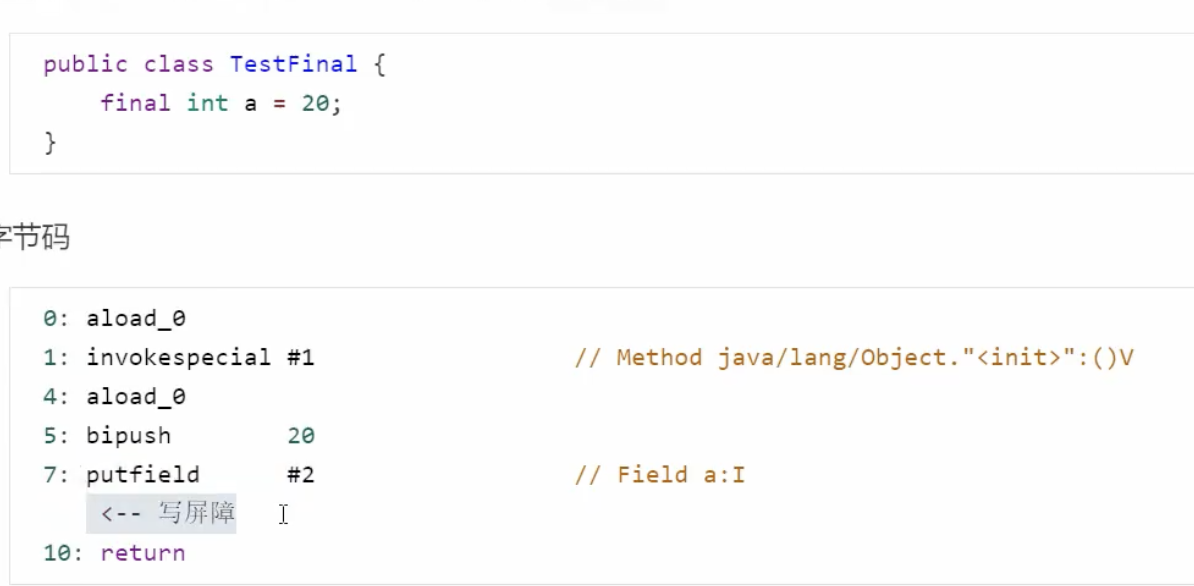 public class TestFinal {
final int a = 20;
}
字节码
0: aload_0
1: invokespecial #1 // Method java/lang/Object."<init>":()V
4: aload_0
5: bipush 20
7: putfield #2 // Field a:I
<-- 写屏障
10: return